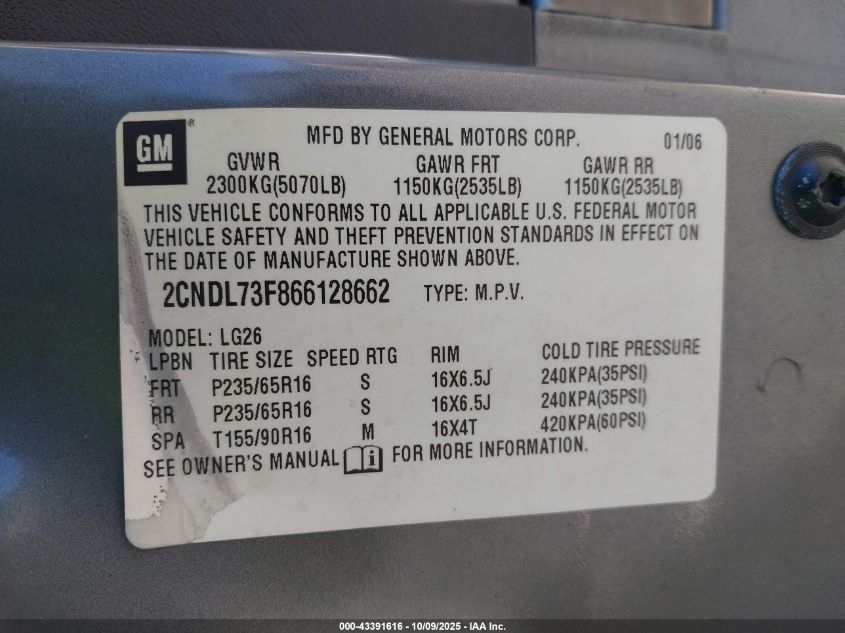 GM®
MFD BY GENERAL MOTORS CORP. 01/06
GVWR GAWR FRT GAWR RR
2300KG(5070LB) 1150KG(2535LB) 1150KG(2535LB)
THIS VEHICLE CONFORMS TO ALL APPLICABLE U.S. FEDERAL MOTOR
VEHICLE SAFETY AND THEFT PREVENTION STANDARDS IN EFFECT ON
THE DATE OF MANUFACTURE SHOWN ABOVE.
2CNDL73F866128662 TYPE: M.P.V.
MODEL: LG26
LPBN TIRE SIZE SPEED RTG RIM COLD TIRE PRESSURE
FRT P235/65R16 S 16X6.5J 240KPA(35PSI)
RR P235/65R16 S 16X6.5J 240KPA(35PSI)
SPA T155/90R16 M 16X4T 420KPA(60PSI)
SEE OWNER'S MANUAL i FOR MORE INFORMATION.
000-43391616 - 10/09/2025 - IAA Inc.